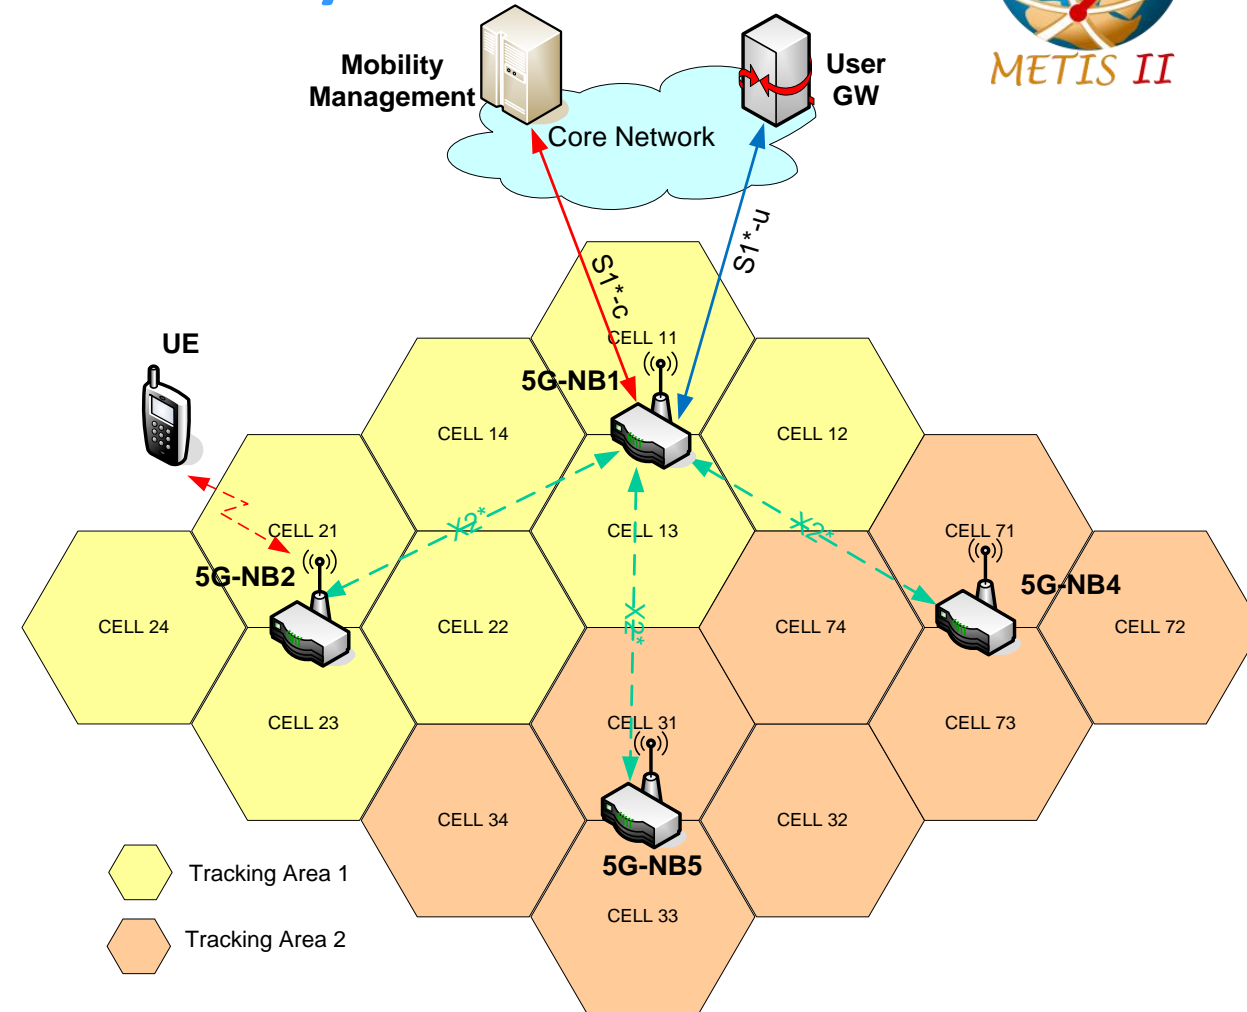 METIS II
Mobility
Management
User
GW
Core Network
S1*-c
S1*-u
CELL 11
UE
5G-NB1
CELL 14
CELL 12
CELL 21
X2*
CELL 13
X2*
CELL 71
5G-NB2
5G-NB4
CELL 24
CELL 22
X2*
CELL 74
CELL 72
CELL 23
CELL 31
CELL 73
CELL 34
CELL 32
5G-NB5
Tracking Area 1
CELL 33
Tracking Area 2